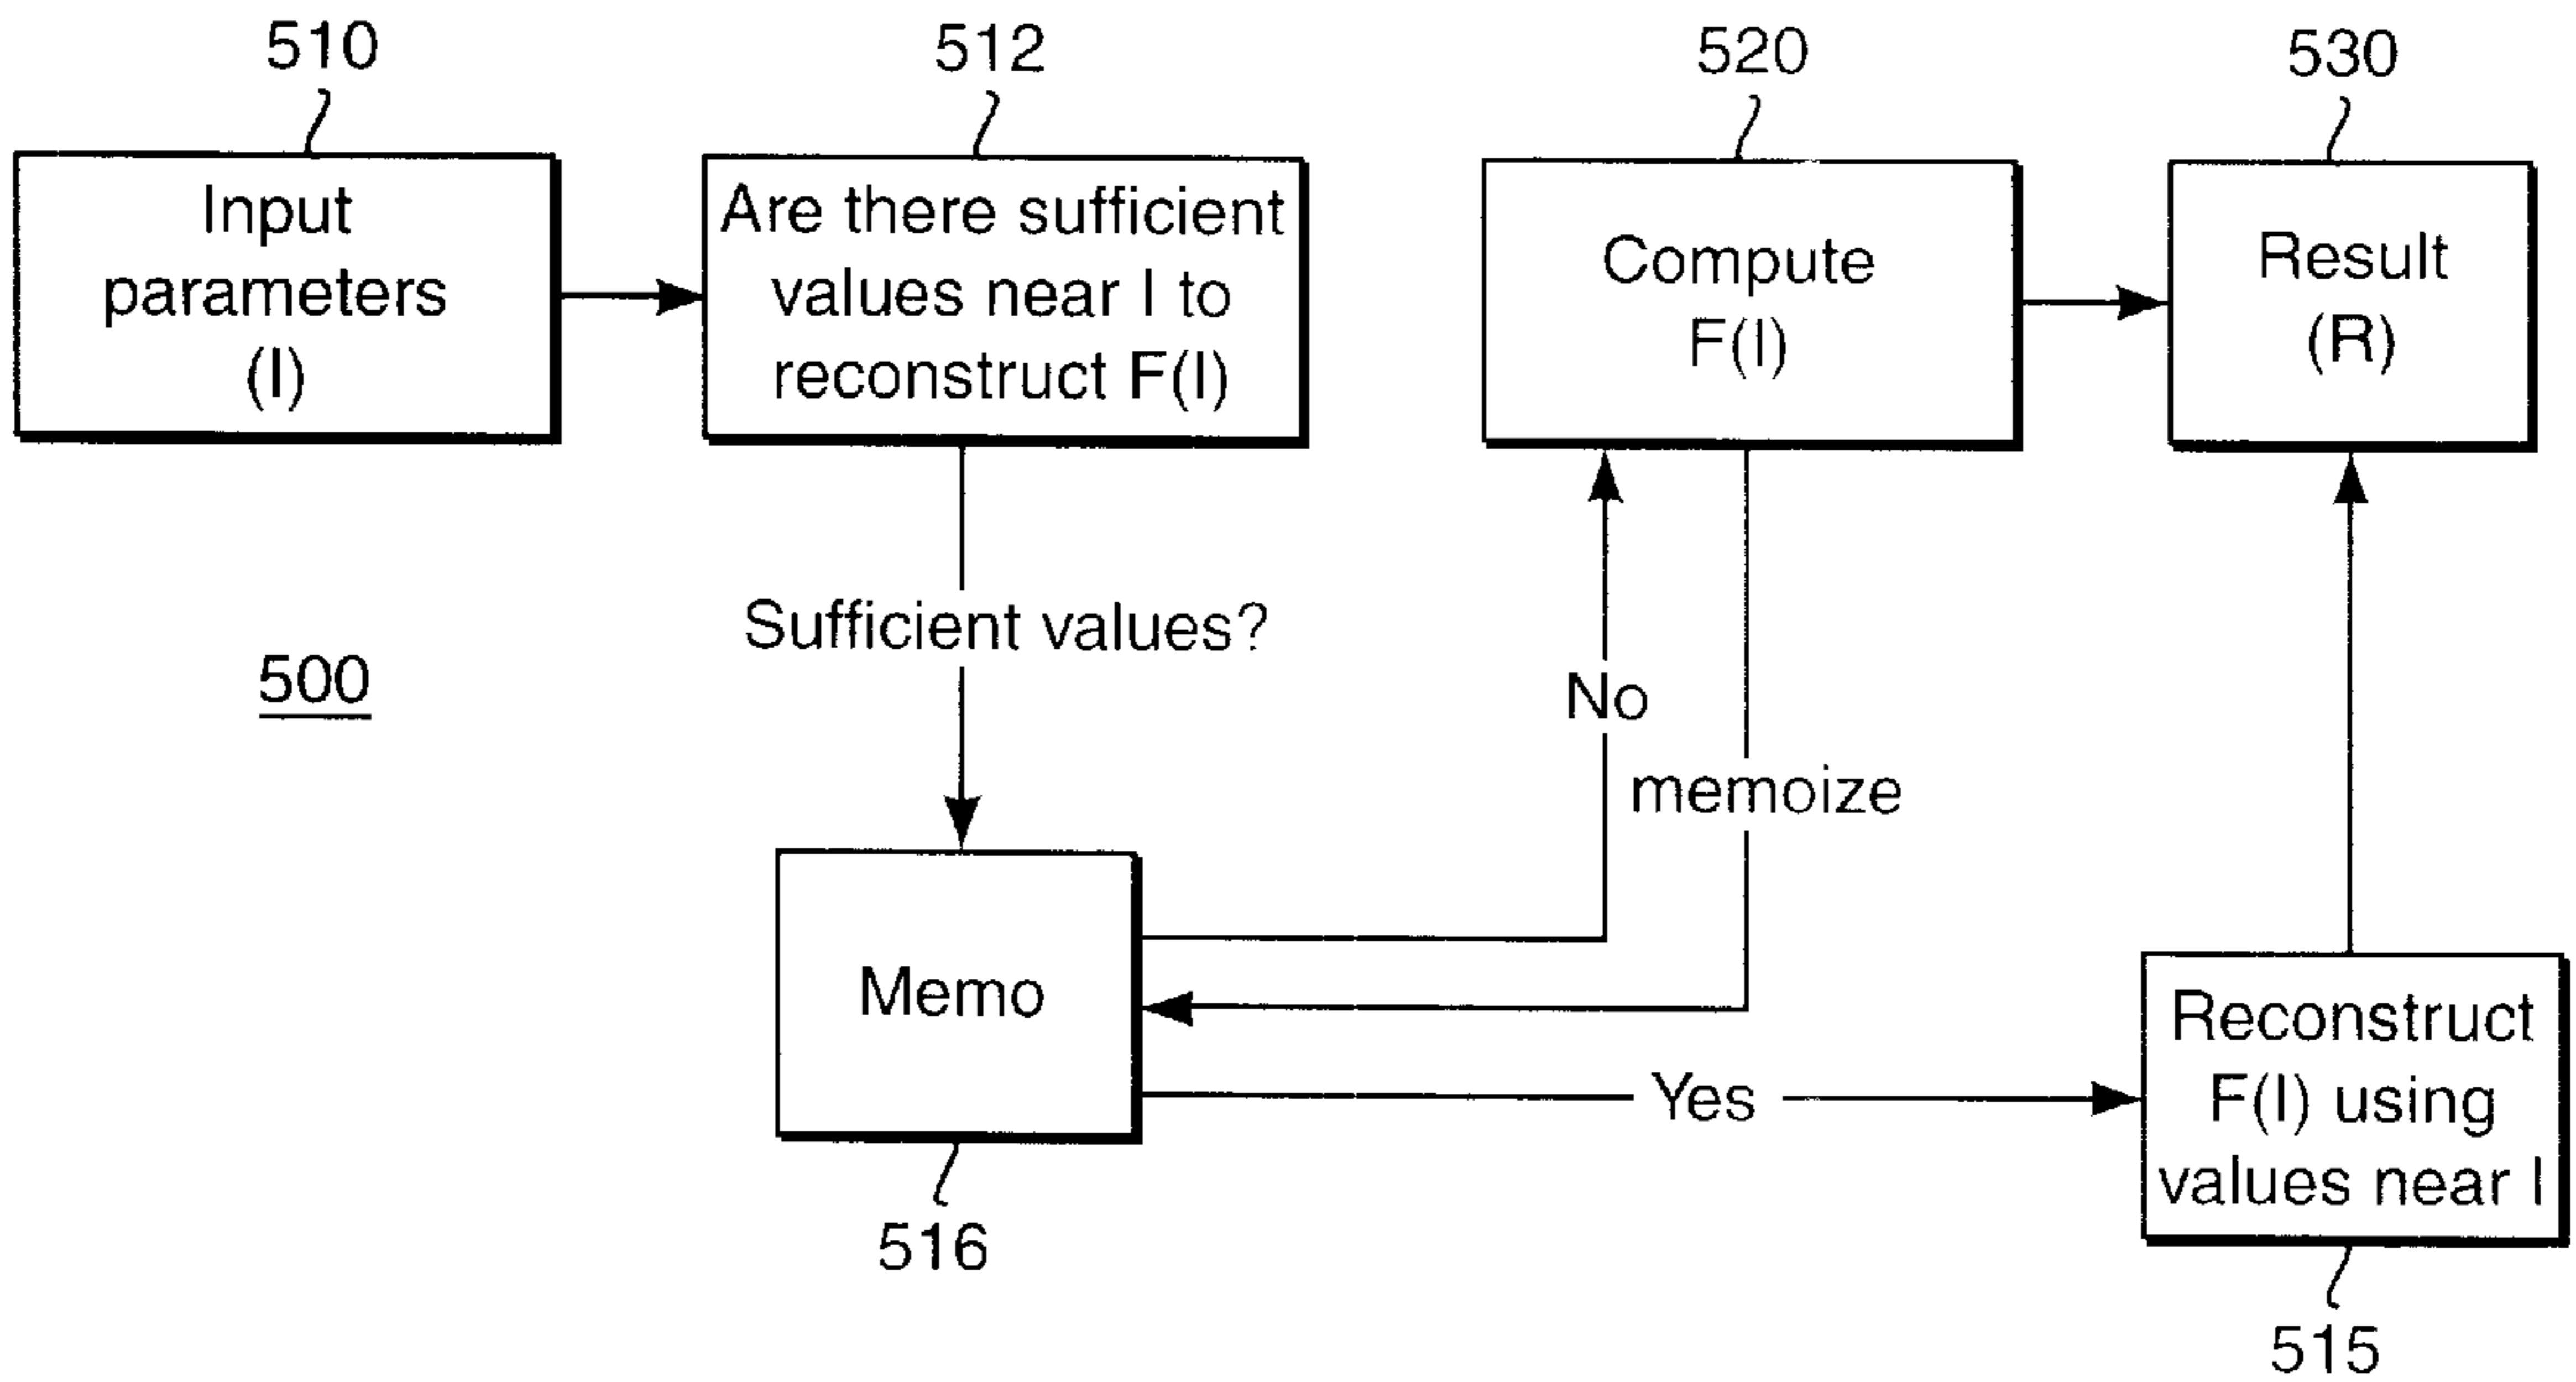 510
512
520
530
Input
parameters
(I)
Are there sufficient
values near I to
reconstruct F(I)
Compute
F(I)
Result
(R)
Sufficient values?
500
No
memoize
Memo
Yes
Reconstruct
F(I) using
values near I
516
515